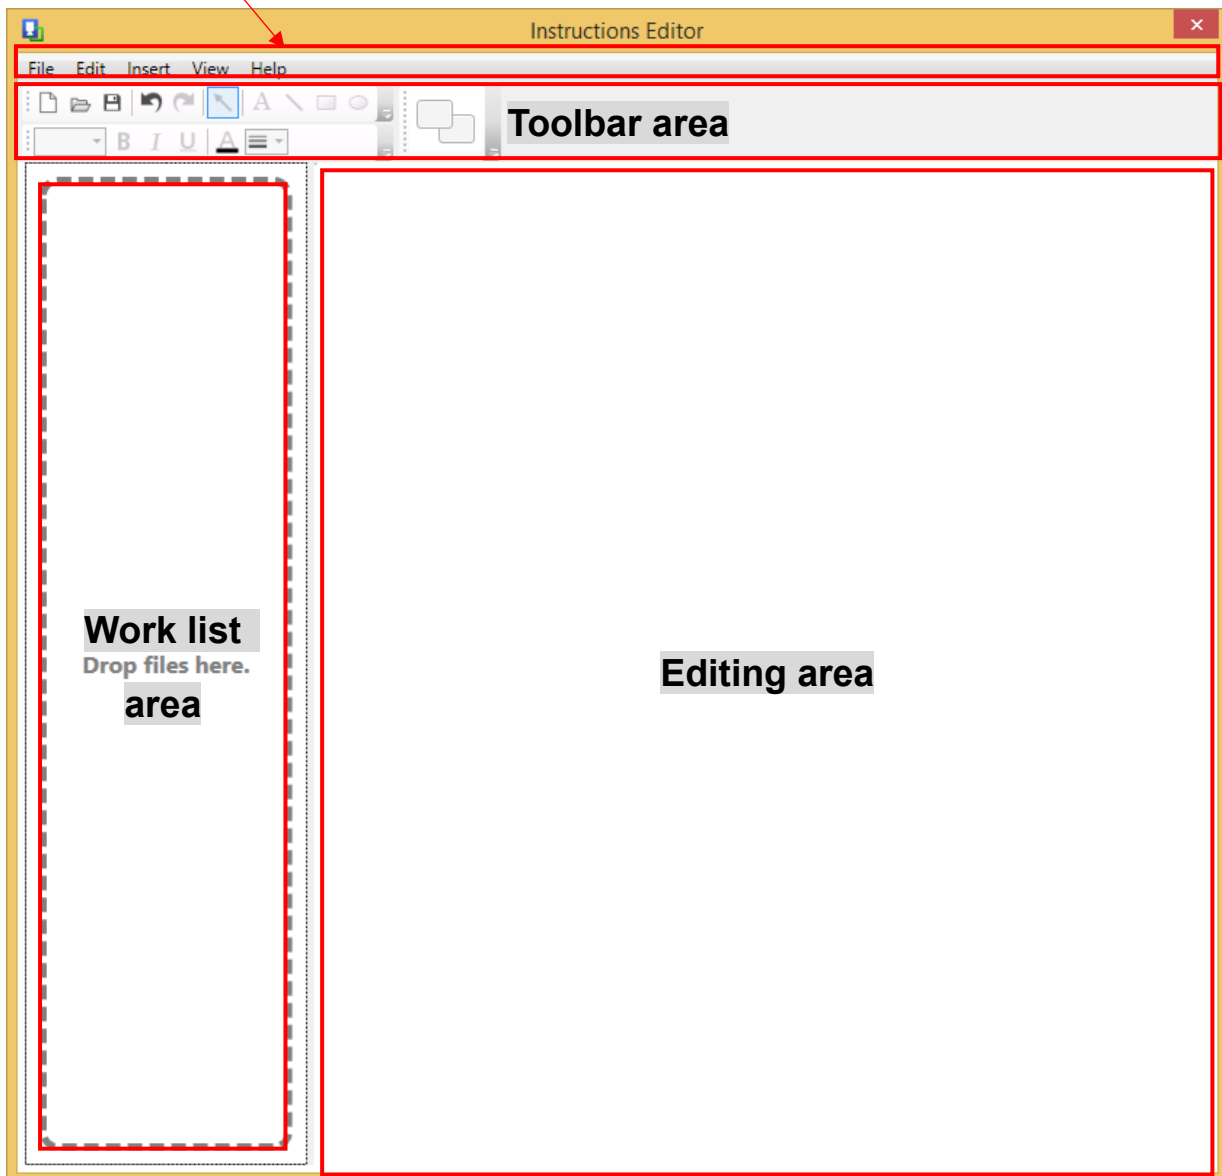 Instructions Editor
File Edit Insert View Help
A
B I U A
Toolbar area
Work list
Drop files here.
area
Editing area